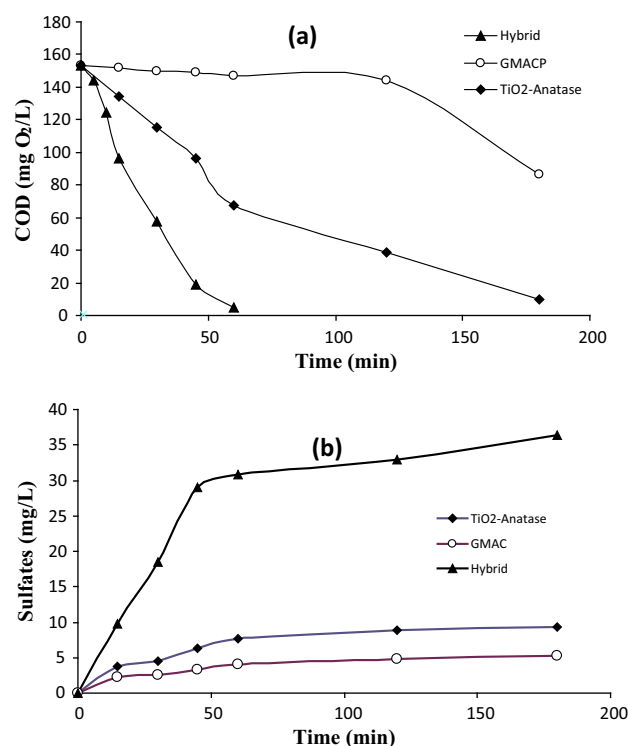 (a)
COD (mg O₂/L)
180
160
140
120
100
80
60
40
20
0
Hybrid
GMACP
TiO2-Anatase
0 50 100 150 200
Time (min)
(b)
Sulfates (mg/L)
40
35
30
25
20
15
10
5
0
TiO2-Anatase
GMAC
Hybrid
0 50 100 150 200
Time (min)